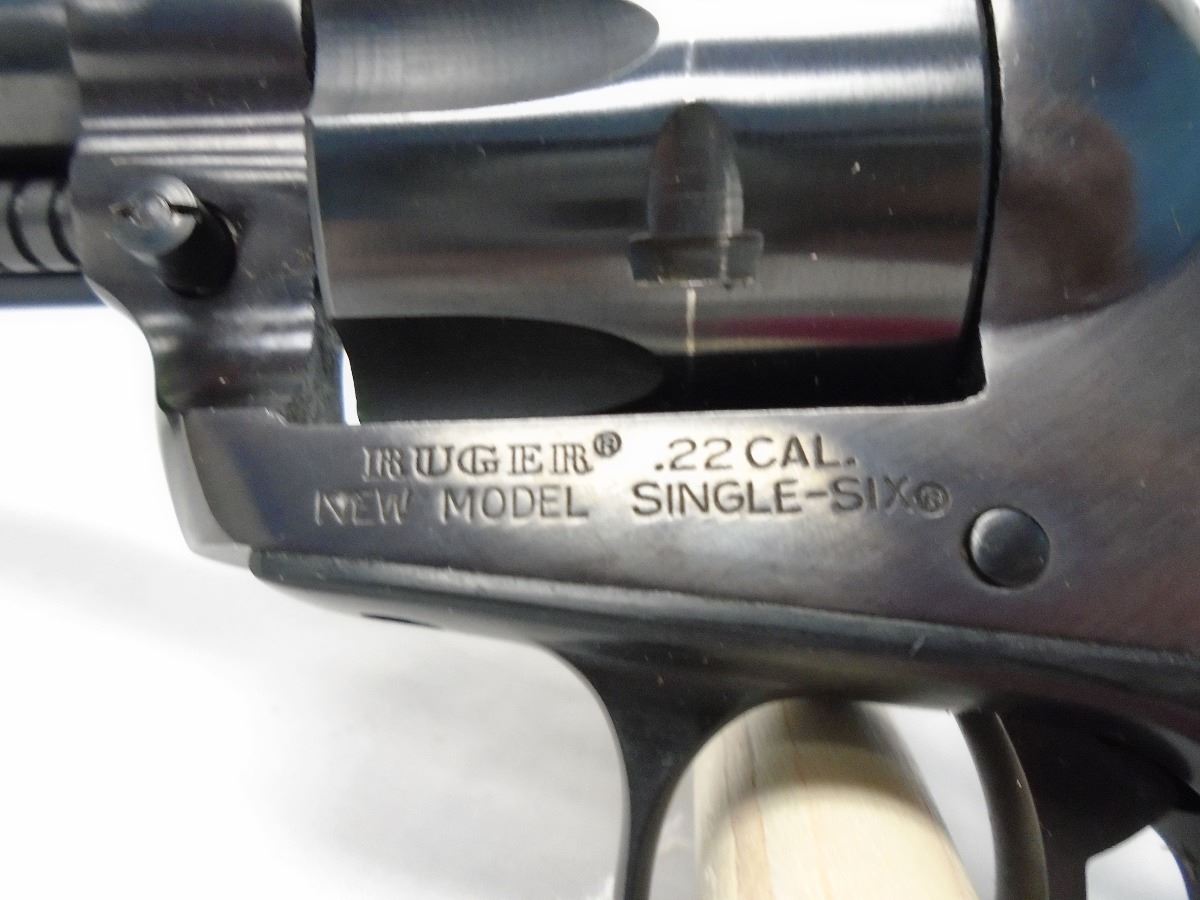 RUGER® .22 CAL.
NEW MODEL SINGLE-SIX®